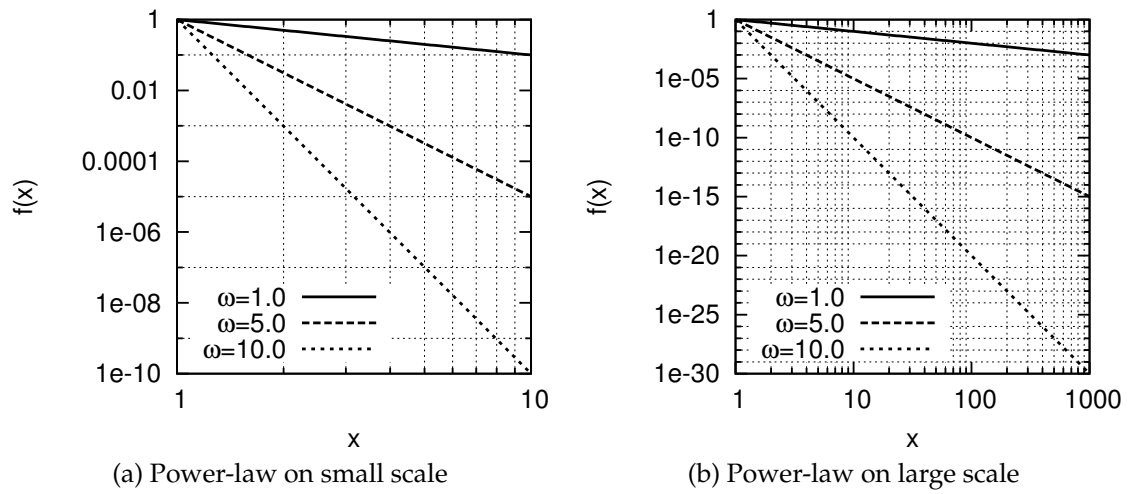 1
0.01
0.0001
1e-06
1e-08
1e-10
f(x)
ω=1.0
ω=5.0
ω=10.0
1
10
x
(a) Power-law on small scale
1
1e-05
1e-10
1e-15
1e-20
1e-25
1e-30
f(x)
ω=1.0
ω=5.0
ω=10.0
1
10
100
1000
x
(b) Power-law on large scale